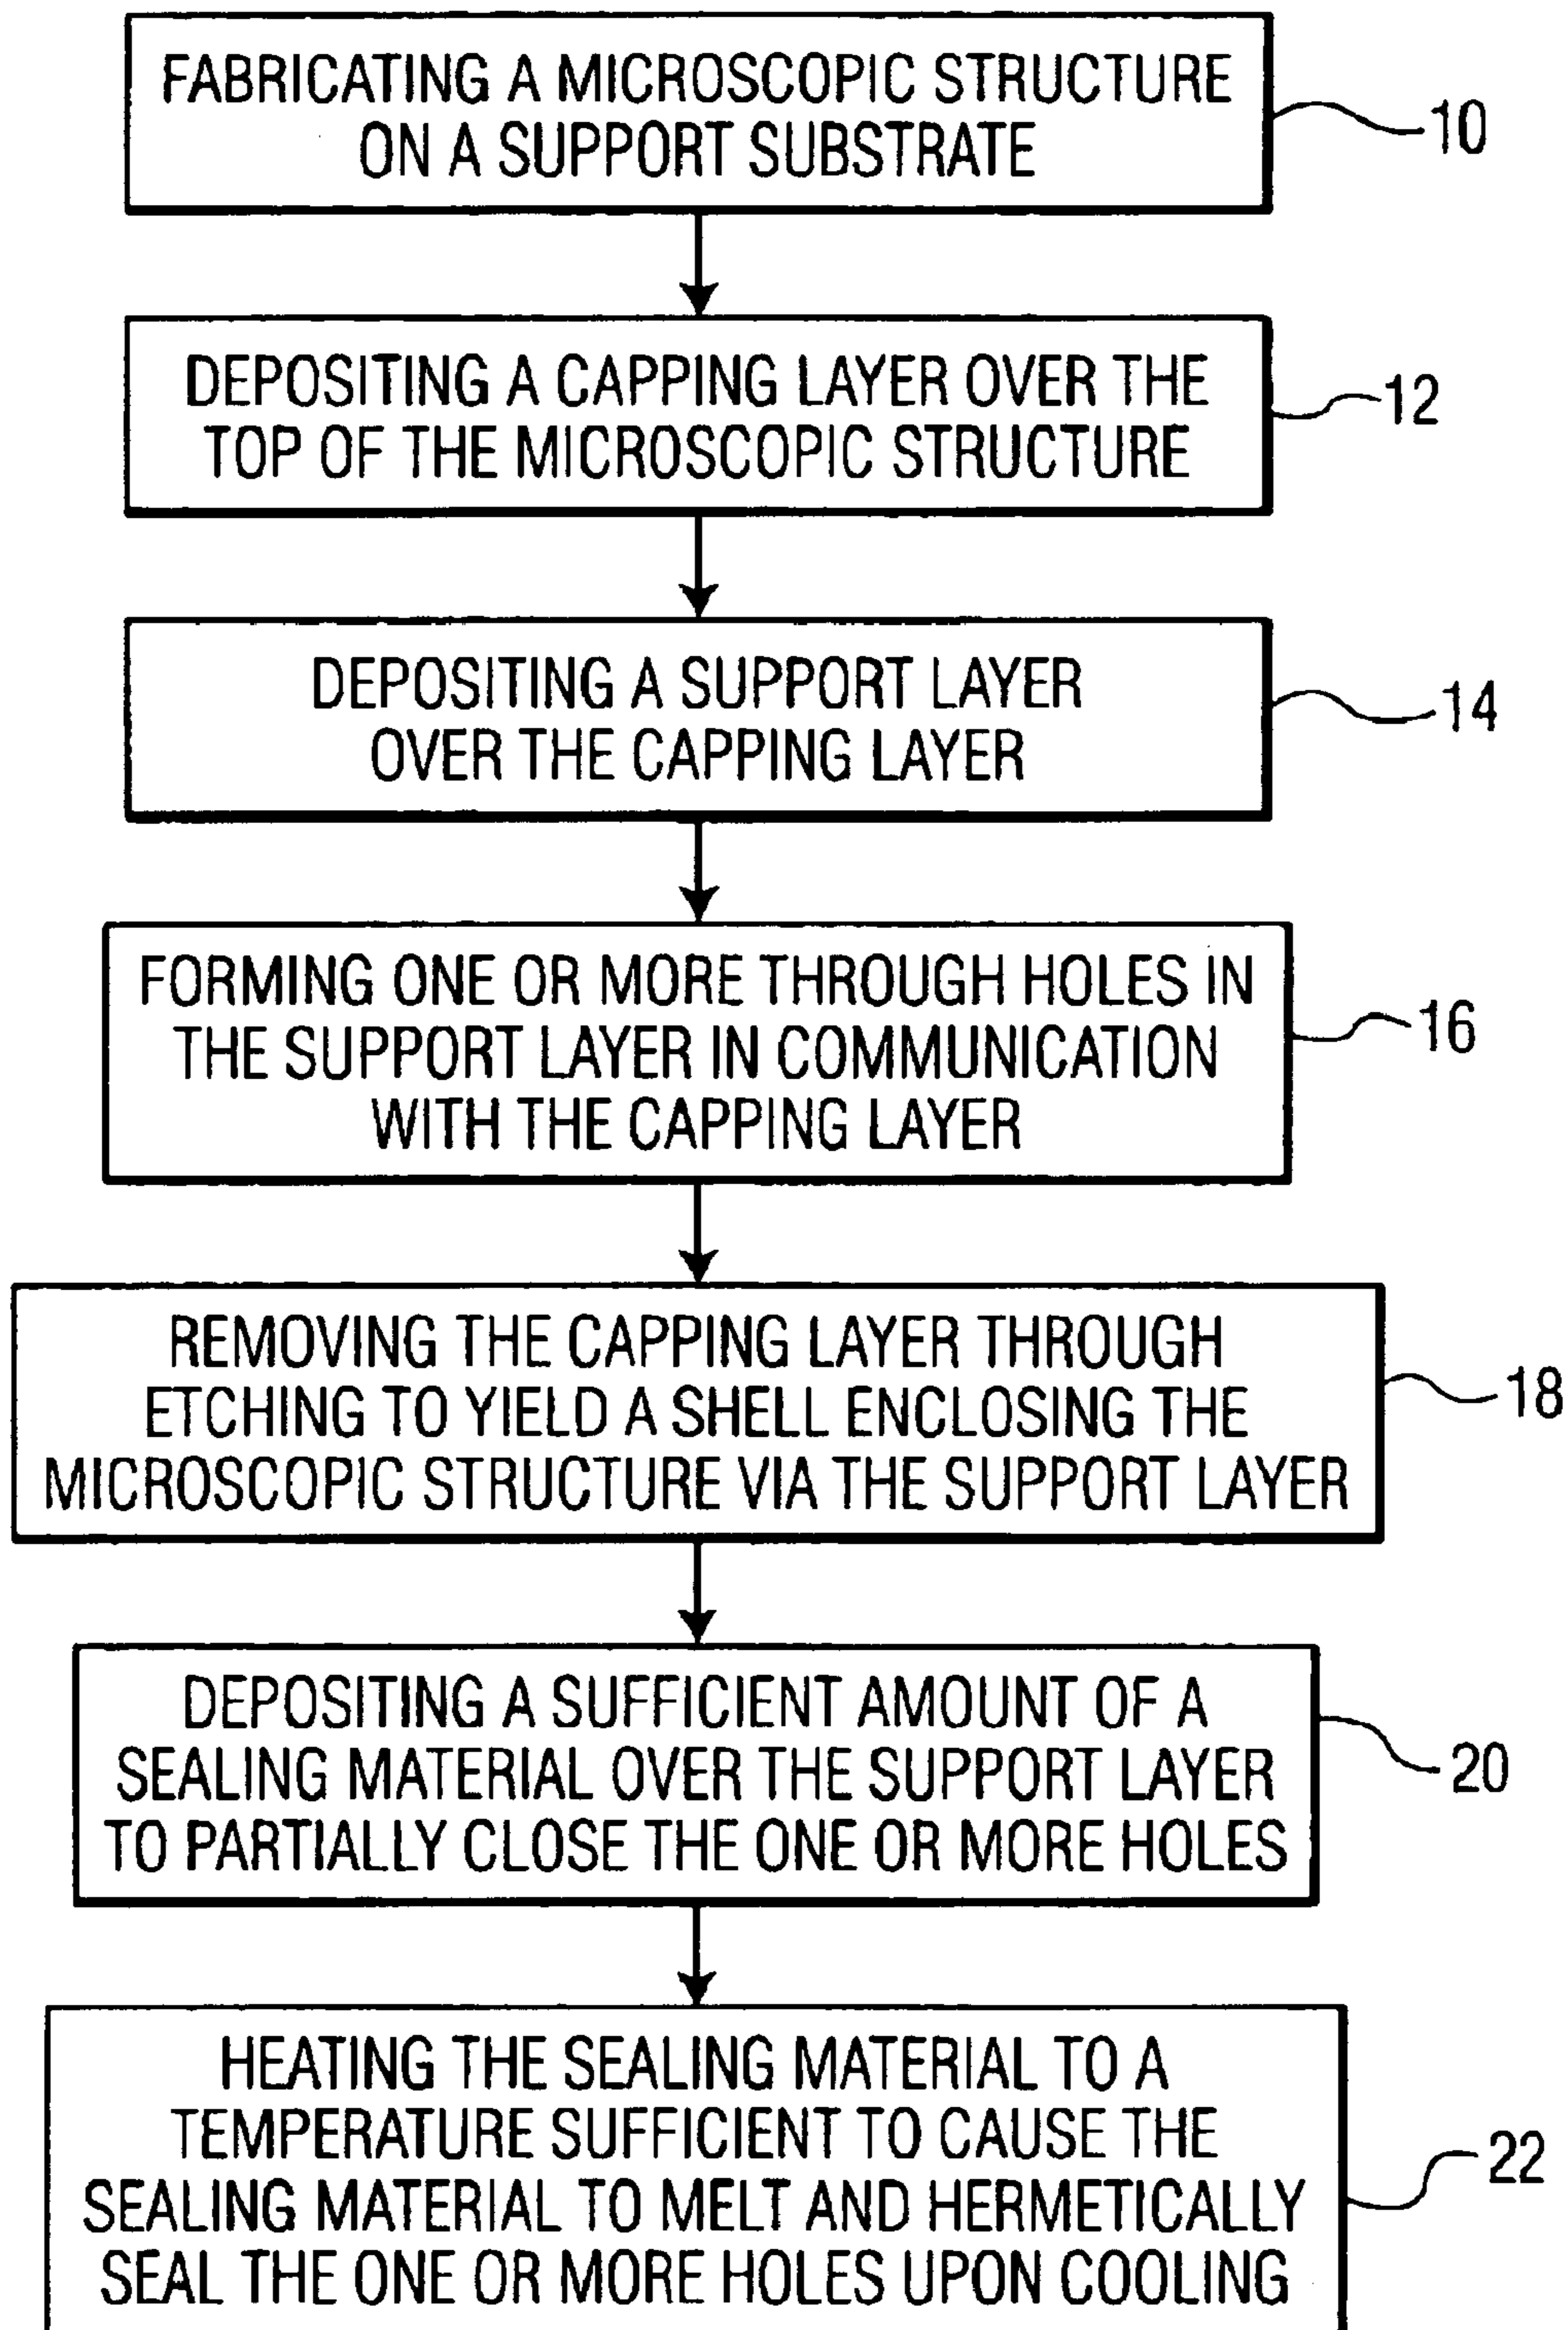 FABRICATING A MICROSCOPIC STRUCTURE
ON A SUPPORT SUBSTRATE
10
DEPOSITING A CAPPING LAYER OVER THE
TOP OF THE MICROSCOPIC STRUCTURE
12
DEPOSITING A SUPPORT LAYER
OVER THE CAPPING LAYER
14
FORMING ONE OR MORE THROUGH HOLES IN
THE SUPPORT LAYER IN COMMUNICATION
WITH THE CAPPING LAYER
16
REMOVING THE CAPPING LAYER THROUGH
ETCHING TO YIELD A SHELL ENCLOSING THE
MICROSCOPIC STRUCTURE VIA THE SUPPORT LAYER
18
DEPOSITING A SUFFICIENT AMOUNT OF A
SEALING MATERIAL OVER THE SUPPORT LAYER
TO PARTIALLY CLOSE THE ONE OR MORE HOLES
20
HEATING THE SEALING MATERIAL TO A
TEMPERATURE SUFFICIENT TO CAUSE THE
SEALING MATERIAL TO MELT AND HERMETICALLY
SEAL THE ONE OR MORE HOLES UPON COOLING
22